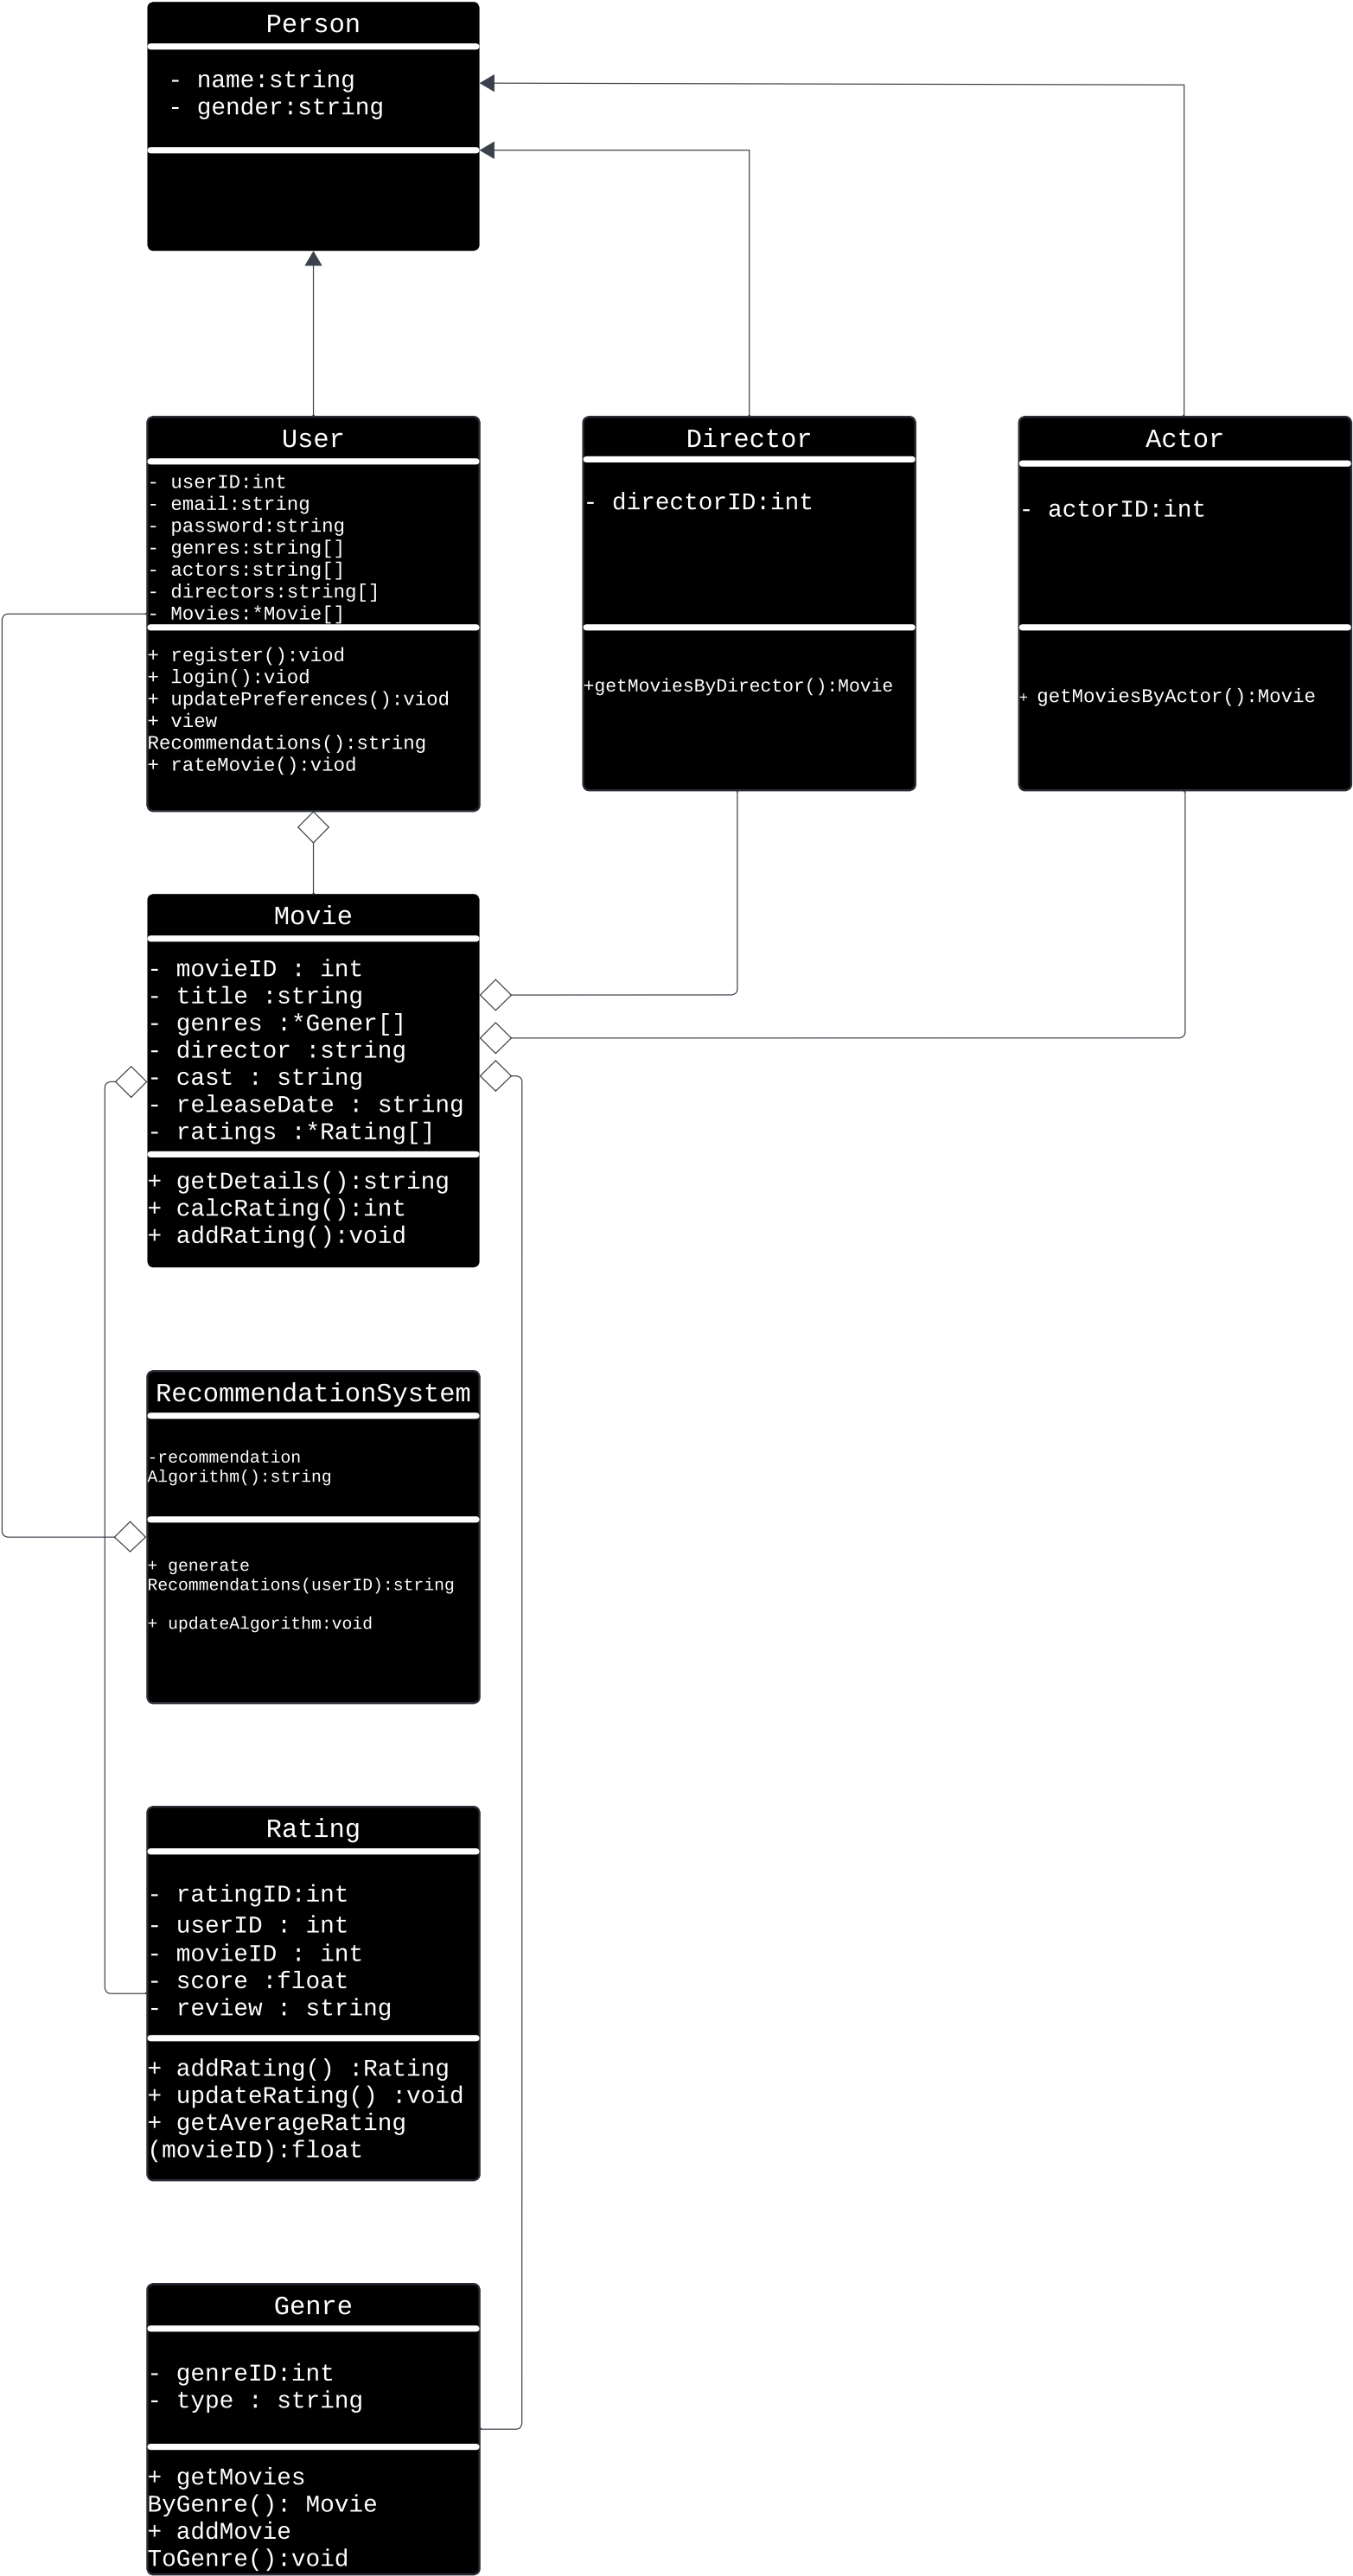 Person
- name:string
- gender:string
User
- userID:int
- email:string
- password:string
- genres:string[]
- actors:string[]
- directors:string[]
- Movies:*Movie[]
+ register():viod
+ login():viod
+ updatePreferences():viod
+ view
Recommendations():string
+ rateMovie():viod
Director
- directorID:int
+getMoviesByDirector():Movie
Actor
- actorID:int
+ getMoviesByActor():Movie
Movie
- movieID : int
- title :string
- genres :*Gener[]
- director :string
- cast : string
- releaseDate : string
- ratings :*Rating[]
+ getDetails():string
+ calcRating():int
+ addRating():void
RecommendationSystem
-recommendation
Algorithm():string
+ generate
Recommendations(userID):string
+ updateAlgorithm:void
Rating
- ratingID:int
- userID : int
- movieID : int
- score :float
- review : string
+ addRating() :Rating
+ updateRating() :void
+ getAverageRating
(movieID):float
Genre
- genreID:int
- type : string
+ getMovies
ByGenre(): Movie
+ addMovie
ToGenre():void